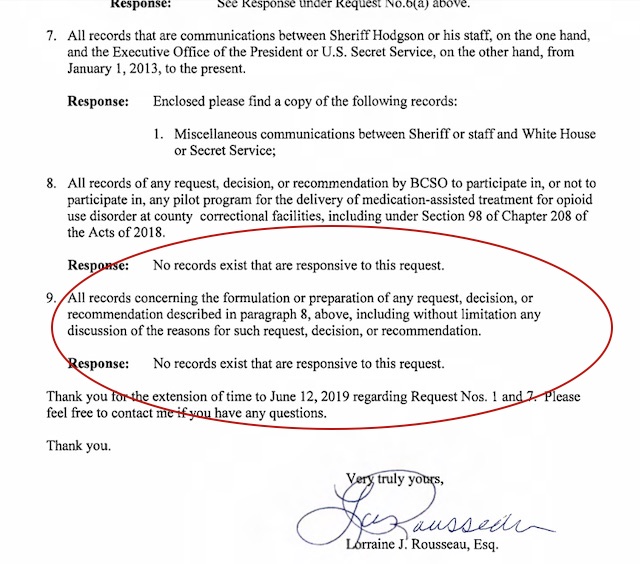 Response: See Response under Request No.6(a) above.
7. All records that are communications between Sheriff Hodgson or his staff, on the one hand,
and the Executive Office of the President or U.S. Secret Service, on the other hand, from
January 1, 2013, to the present.
Response: Enclosed please find a copy of the following records:
1. Miscellaneous communications between Sheriff or staff and White House
or Secret Service;
8. All records of any request, decision, or recommendation by BCSO to participate in, or not to
participate in, any pilot program for the delivery of medication-assisted treatment for opioid
use disorder at county correctional facilities, including under Section 98 of Chapter 208 of
the Acts of 2018.
Response: No records exist that are responsive to this request.
9. All records concerning the formulation or preparation of any request, decision, or
recommendation described in paragraph 8, above, including without limitation any
discussion of the reasons for such request, decision, or recommendation.
Response: No records exist that are responsive to this request.
Thank you for the extension of time to June 12, 2019 regarding Request Nos. 1 and 7. Please
feel free to contact me if you have any questions.
Thank you.
Very truly yours,
Lorraine J. Rousseau, Esq.